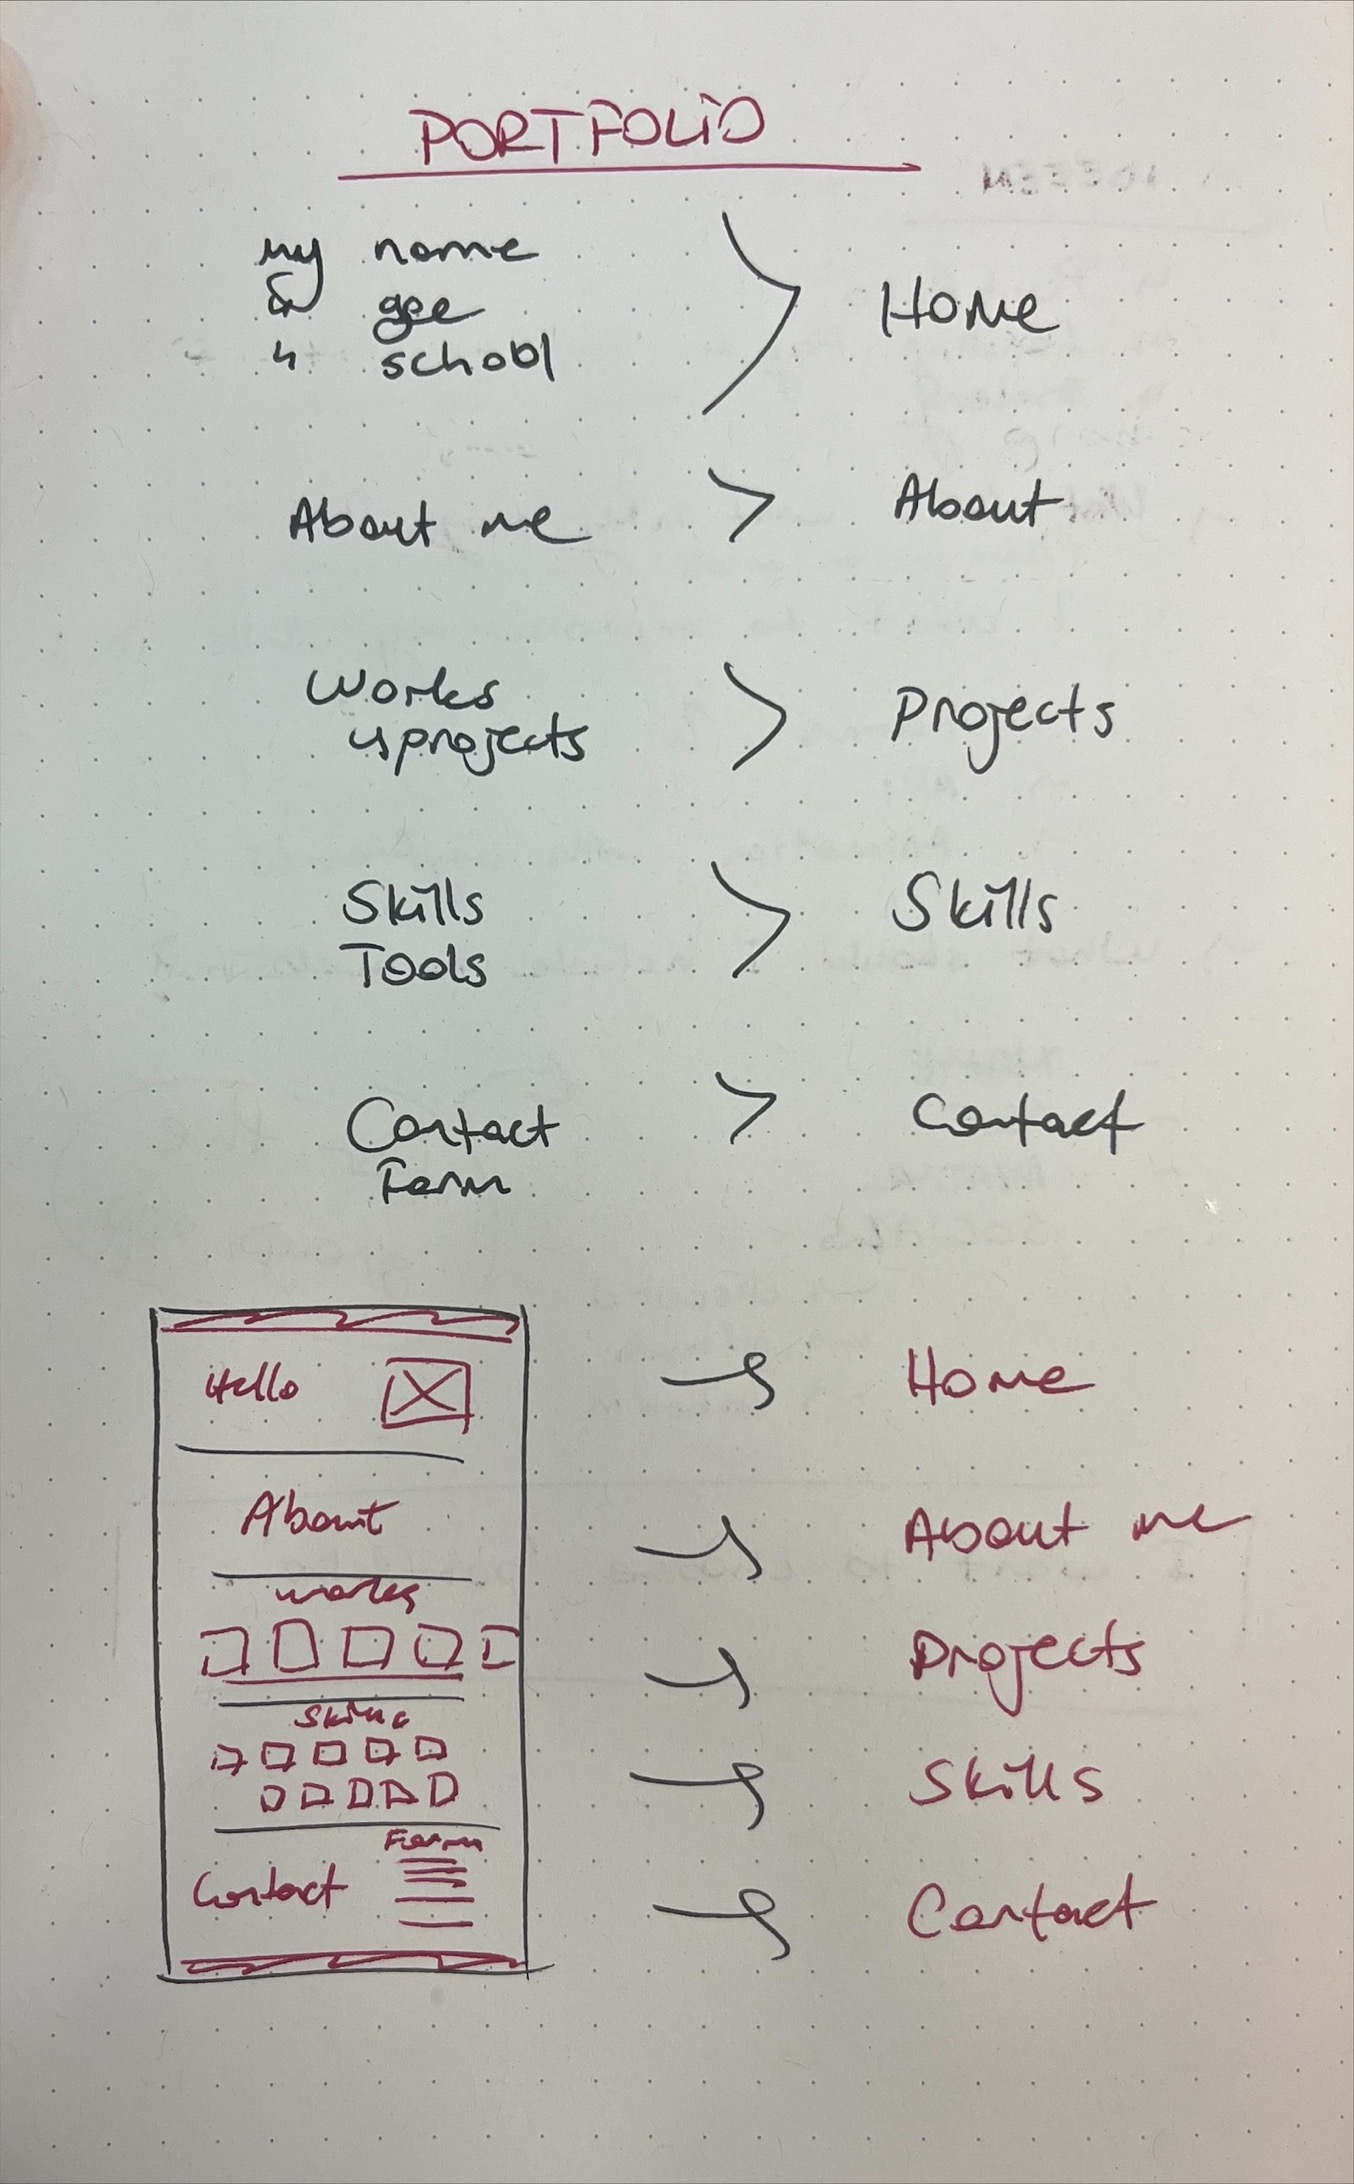 PORTFOLIO
my name
age
school
Home
About me
About
Works
projects
Projects
Skills
Tools
Skills
Contact
Form
Contact
Hello
Home
About
About me
Works
Projects
Skills
Skills
Form
Contact
Contact